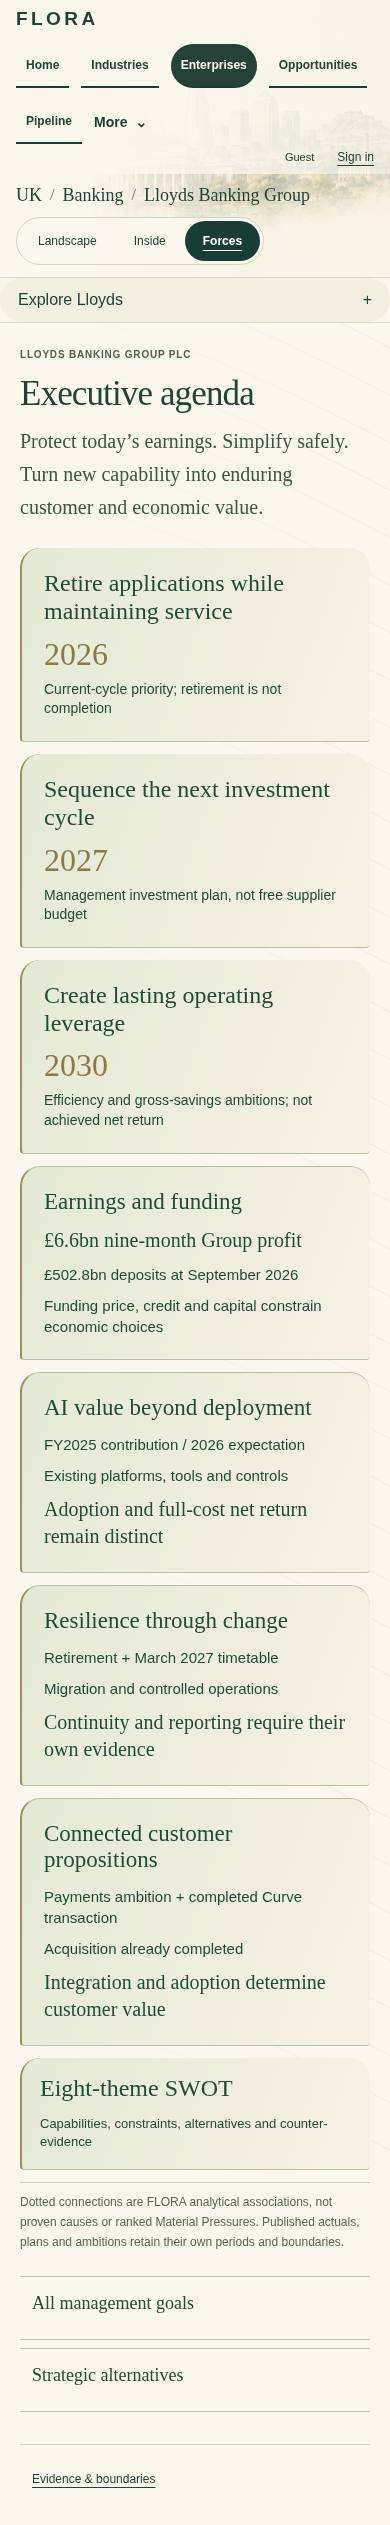 FLORA
Home Industries Enterprises Opportunities
Pipeline More
Guest Sign in
UK / Banking / Lloyds Banking Group
Landscape Inside Forces
Explore Lloyds +
LLOYDS BANKING GROUP PLC
Executive agenda
Protect today’s earnings. Simplify safely.
Turn new capability into enduring
customer and economic value.
Retire applications while
maintaining service
2026
Current-cycle priority; retirement is not
completion
Sequence the next investment
cycle
2027
Management investment plan, not free supplier
budget
Create lasting operating
leverage
2030
Efficiency and gross-savings ambitions; not
achieved net return
Earnings and funding
£6.6bn nine-month Group profit
£502.8bn deposits at September 2026
Funding price, credit and capital constrain
economic choices
AI value beyond deployment
FY2025 contribution / 2026 expectation
Existing platforms, tools and controls
Adoption and full-cost net return
remain distinct
Resilience through change
Retirement + March 2027 timetable
Migration and controlled operations
Continuity and reporting require their
own evidence
Connected customer
propositions
Payments ambition + completed Curve
transaction
Acquisition already completed
Integration and adoption determine
customer value
Eight-theme SWOT
Capabilities, constraints, alternatives and counter-
evidence
Dotted connections are FLORA analytical associations, not
proven causes or ranked Material Pressures. Published actuals,
plans and ambitions retain their own periods and boundaries.
All management goals
Strategic alternatives
Evidence & boundaries